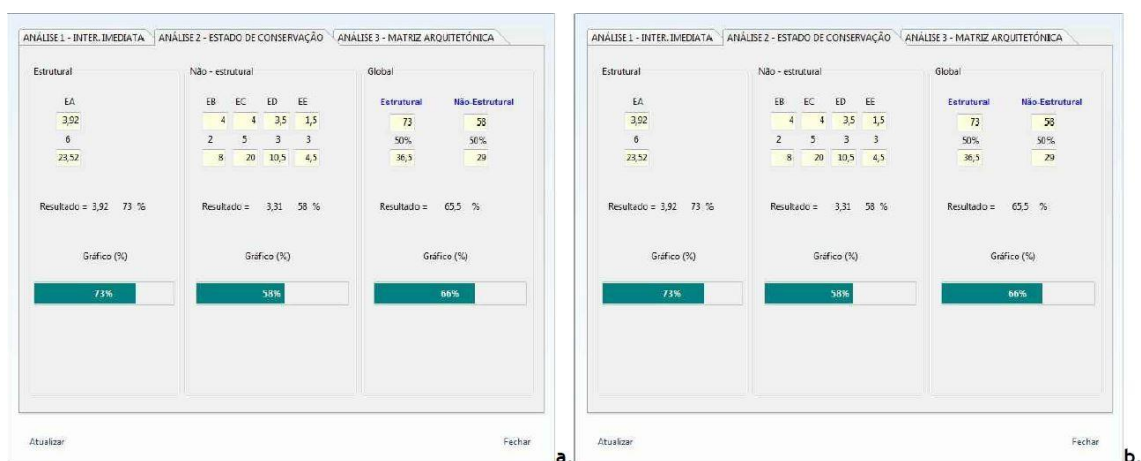 ANÁLISE 1 - INTER. IMEDIATA ANÁLISE 2 - ESTADO DE CONSERVAÇÃO ANÁLISE 3 - MATRIZ ARQUITETÓNICA
Estrutural Não - estrutural Global
EA EB EC ED EE Estrutural Não-Estrutural
3,92 4 4 3,5 1,5 73 58
6 2 5 3 3 50% 50%
23,52 8 20 10,5 4,5 36,5 29
Resultado = 3,92 73 % Resultado = 3,31 58 % Resultado = 65,5 %
Gráfico (%) Gráfico (%) Gráfico (%)
73% 58% 66%
Atualizar Fechar
a.
ANÁLISE 1 - INTER. IMEDIATA ANÁLISE 2 - ESTADO DE CONSERVAÇÃO ANÁLISE 3 - MATRIZ ARQUITETÓNICA
Estrutural Não - estrutural Global
EA EB EC ED EE Estrutural Não-Estrutural
3,92 4 4 3,5 1,5 73 58
6 2 5 3 3 50% 50%
23,52 8 20 10,5 4,5 36,5 29
Resultado = 3,92 73 % Resultado = 3,31 58 % Resultado = 65,5 %
Gráfico (%) Gráfico (%) Gráfico (%)
73% 58% 66%
Atualizar Fechar
b.